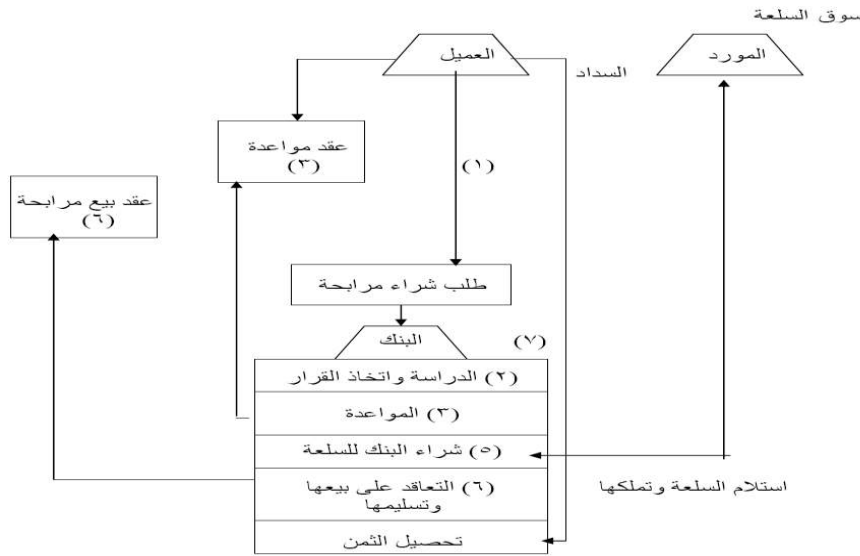 سوق السلعة
المورد
العميل
السداد
عقد مواعدة
(٣)
(١)
عقد بيع مرابحة
(٦)
طلب شراء مرابحة
البنك
(٧)
(٢) الدراسة واتخاذ القرار
(٣) المواعدة
(٥) شراء البنك للسلعة
(٦) التعاقد على بيعها
وتسليمها
استلام السلعة وتملكها
تحصيل الثمن